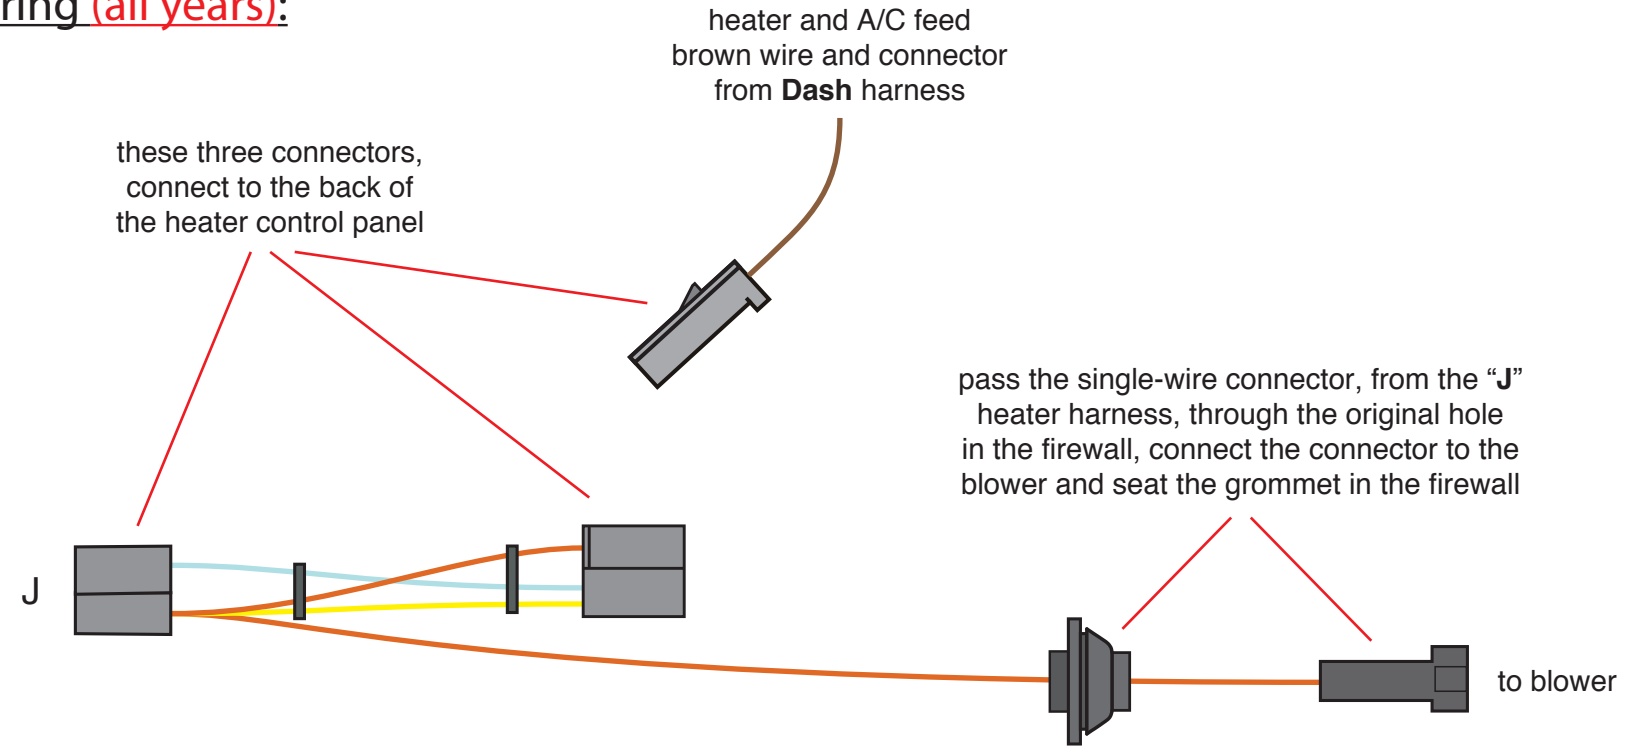 ring (all years):
heater and A/C feed
brown wire and connector
from Dash harness
these three connectors,
connect to the back of
the heater control panel
pass the single-wire connector, from the “J”
heater harness, through the original hole
in the firewall, connect the connector to the
blower and seat the grommet in the firewall
J
to blower